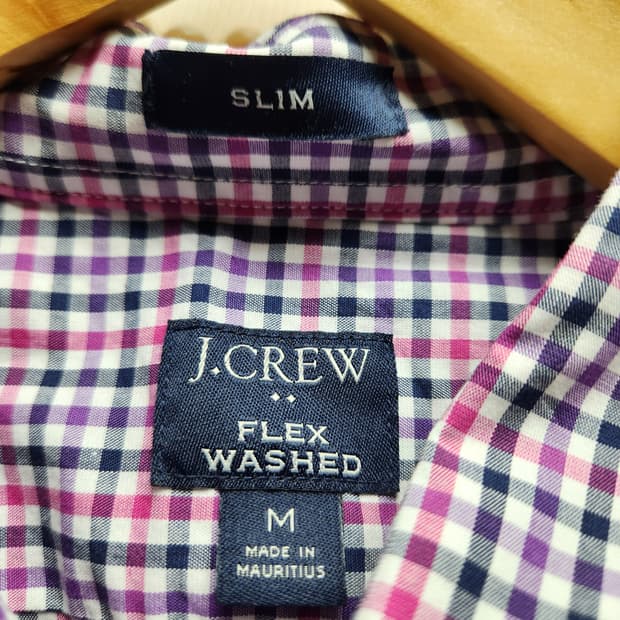 SLIM
J.CREW
FLEX
WASHED
M
MADE IN
MAURITIUS